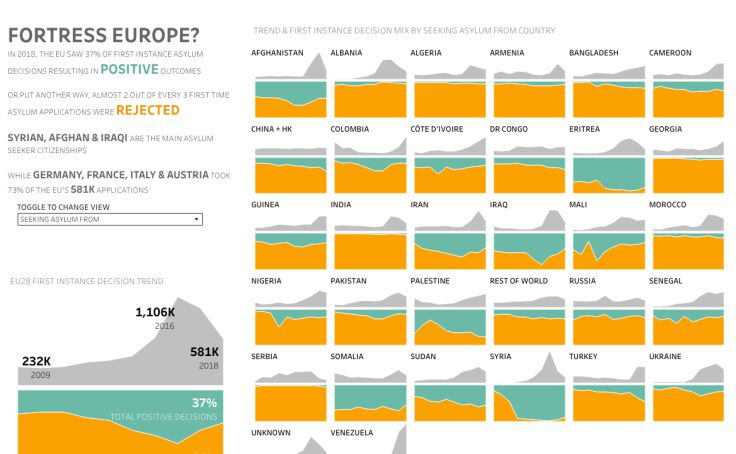 FORTRESS EUROPE?
IN 2018, THE EU SAW 37% OF FIRST INSTANCE ASYLUM
DECISIONS RESULTING IN POSITIVE OUTCOMES
OR PUT ANOTHER WAY, ALMOST 2 OUT OF EVERY 3 FIRST TIME
ASYLUM APPLICATIONS WERE REJECTED
SYRIAN, AFGHAN & IRAQI ARE THE MAIN ASYLUM
SEEKER CITIZENSHIPS
WHILE GERMANY, FRANCE, ITALY & AUSTRIA TOOK
73% OF THE EU'S 581K APPLICATIONS
TOGGLE TO CHANGE VIEW
SEEKING ASYLUM FROM
EU28 FIRST INSTANCE DECISION TREND
1,106K
2016
232K
2009
581K
2018
37%
TOTAL POSITIVE DECISIONS
TREND & FIRST INSTANCE DECISION MIX BY SEEKING ASYLUM FROM COUNTRY
AFGHANISTAN ALBANIA ALGERIA ARMENIA BANGLADESH CAMEROON
CHINA + HK COLOMBIA CÔTE D'IVOIRE DR CONGO ERITREA GEORGIA
GUINEA INDIA IRAN IRAQ MALI MOROCCO
NIGERIA PAKISTAN PALESTINE REST OF WORLD RUSSIA SENEGAL
SERBIA SOMALIA SUDAN SYRIA TURKEY UKRAINE
UNKNOWN VENEZUELA